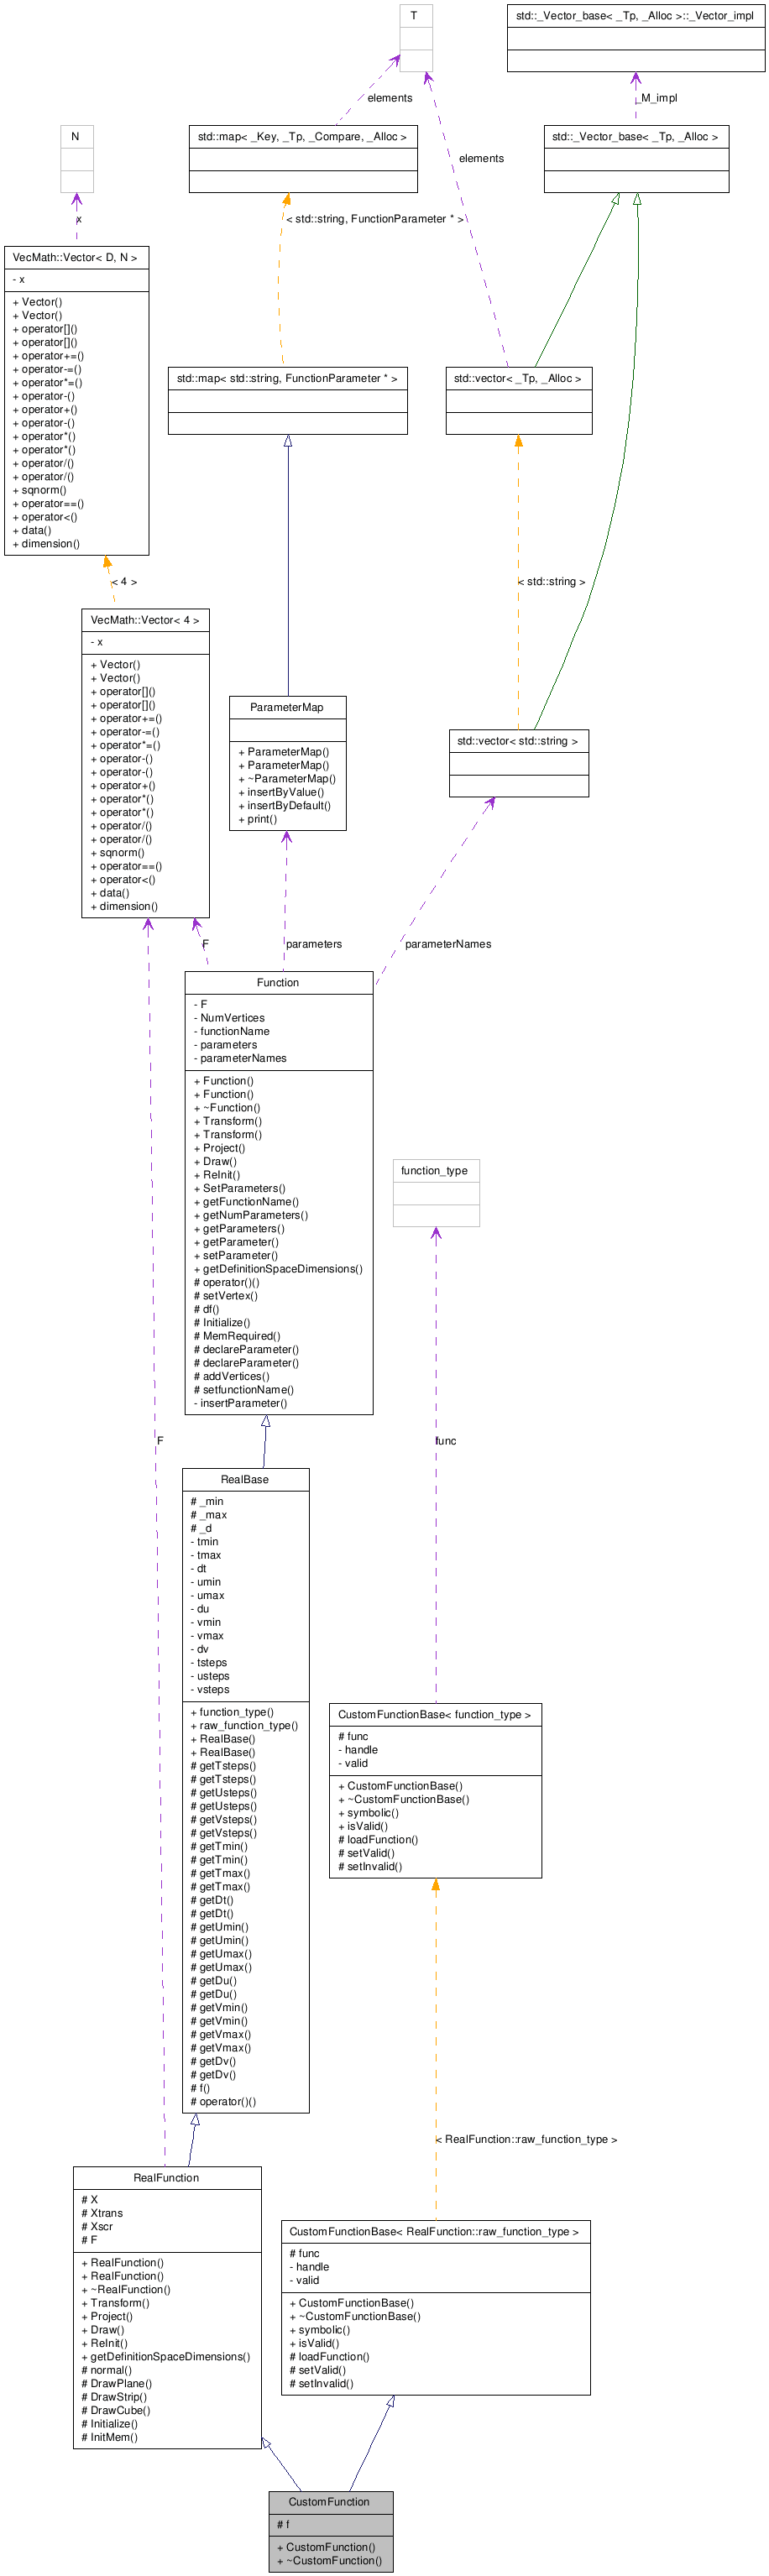 T
std::_Vector_base< _Tp, _Alloc >::_Vector_impl
elements
_M_impl
N
std::map< _Key, _Tp, _Compare, _Alloc >
std::_Vector_base< _Tp, _Alloc >
elements
x
< std::string, FunctionParameter * >
VecMath::Vector< D, N >
- x
+ Vector()
+ Vector()
+ operator[]()
+ operator[]()
+ operator+=()
+ operator-=()
+ operator*=()
+ operator-()
+ operator+()
+ operator-()
+ operator*()
+ operator*()
+ operator/()
+ operator/()
+ sqnorm()
+ operator==()
+ operator<()
+ data()
+ dimension()
std::map< std::string, FunctionParameter * >
std::vector< _Tp, _Alloc >
< 4 >
< std::string >
VecMath::Vector< 4 >
- x
+ Vector()
+ Vector()
+ operator[]()
+ operator[]()
+ operator+=()
+ operator-=()
+ operator*=()
+ operator-()
+ operator-()
+ operator+()
+ operator*()
+ operator*()
+ operator/()
+ operator/()
+ sqnorm()
+ operator==()
+ operator<()
+ data()
+ dimension()
ParameterMap
+ ParameterMap()
+ ParameterMap()
+ ~ParameterMap()
+ insertByValue()
+ insertByDefault()
+ print()
std::vector< std::string >
F
parameters
parameterNames
Function
- F
- NumVertices
- functionName
- parameters
- parameterNames
+ Function()
+ Function()
+ ~Function()
+ Transform()
+ Transform()
+ Project()
+ Draw()
+ ReInit()
+ SetParameters()
+ getFunctionName()
+ getNumParameters()
+ getParameters()
+ getParameter()
+ setParameter()
+ getDefinitionSpaceDimensions()
# operator()()
# setVertex()
# df()
# Initialize()
# MemRequired()
# declareParameter()
# declareParameter()
# addVertices()
# setfunctionName()
- insertParameter()
function_type
F
func
RealBase
# _min
# _max
# _d
- tmin
- tmax
- dt
- umin
- umax
- du
- vmin
- vmax
- dv
- tsteps
- usteps
- vsteps
+ function_type()
+ raw_function_type()
+ RealBase()
+ RealBase()
# getTsteps()
# getTsteps()
# getUsteps()
# getUsteps()
# getVsteps()
# getVsteps()
# getTmin()
# getTmin()
# getTmax()
# getTmax()
# getDt()
# getDt()
# getUmin()
# getUmin()
# getUmax()
# getUmax()
# getDu()
# getDu()
# getVmin()
# getVmin()
# getVmax()
# getVmax()
# getDv()
# getDv()
# f()
# operator()()
CustomFunctionBase< function_type >
# func
- handle
- valid
+ CustomFunctionBase()
+ ~CustomFunctionBase()
+ symbolic()
+ isValid()
# loadFunction()
# setValid()
# setInvalid()
< RealFunction::raw_function_type >
RealFunction
# X
# Xtrans
# Xscr
# F
+ RealFunction()
+ RealFunction()
+ ~RealFunction()
+ Transform()
+ Project()
+ Draw()
+ ReInit()
+ getDefinitionSpaceDimensions()
# normal()
# DrawPlane()
# DrawStrip()
# DrawCube()
# Initialize()
# InitMem()
CustomFunctionBase< RealFunction::raw_function_type >
# func
- handle
- valid
+ CustomFunctionBase()
+ ~CustomFunctionBase()
+ symbolic()
+ isValid()
# loadFunction()
# setValid()
# setInvalid()
CustomFunction
# f
+ CustomFunction()
+ ~CustomFunction()